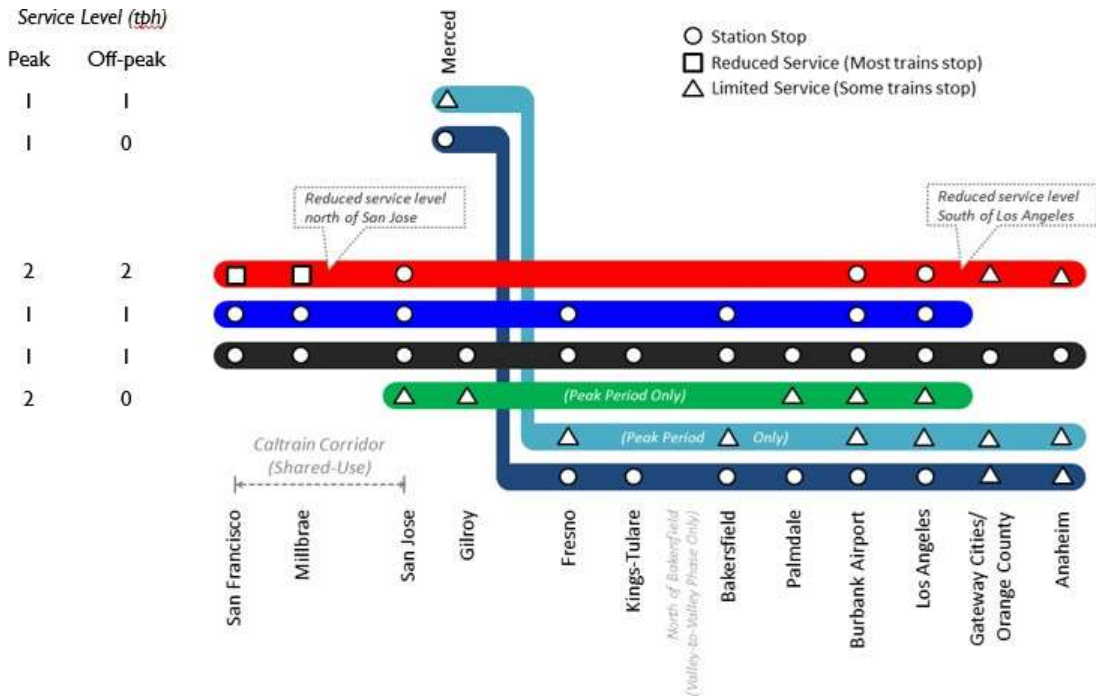 Service Level (tph)
Peak Off-peak
Merced
Station Stop
Reduced Service (Most trains stop)
Limited Service (Some trains stop)
1 1
1 0
Reduced service level
north of San Jose
Reduced service level
South of Los Angeles
2 2
1 1
1 1
2 0
(Peak Period Only)
(Peak Period Only)
Caltrain Corridor
(Shared-Use)
San Francisco
Millbrae
San Jose
Gilroy
Fresno
Kings-Tulare
North of Bakenfield
(Valley-to-Valley Phase Only)
Bakersfield
Palmdale
Burbank Airport
Los Angeles
Gateway Cities/
Orange County
Anaheim